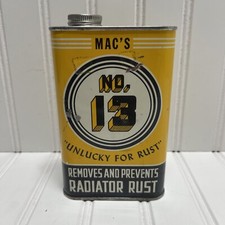 MAC'S
NO.
13
"UNLUCKY FOR RUST"
REMOVES AND PREVENTS
RADIATOR RUST